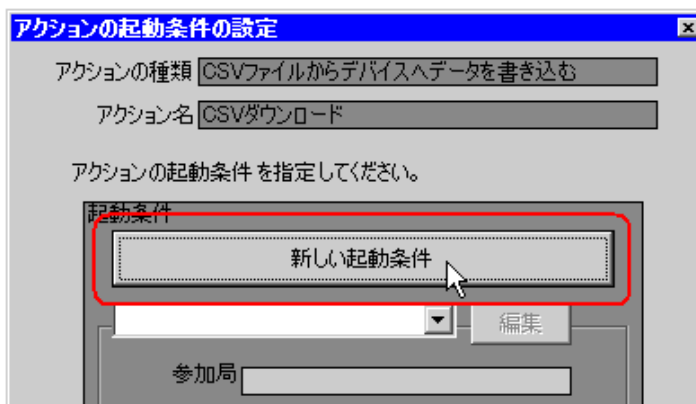 アクションの起動条件の設定
アクションの種類 CSVファイルからデバイスへデータを書き込む
アクション名 CSVダウンロード
アクションの起動条件 を指定してください。
起動条件
新しい起動条件
編集
参加局